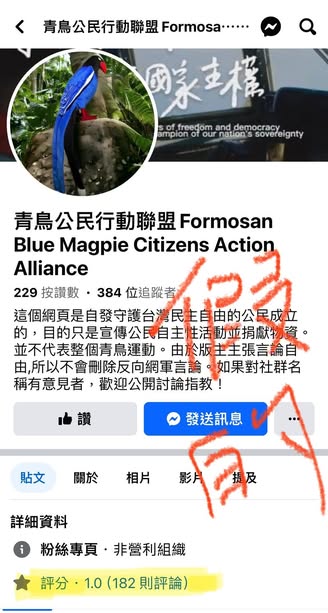 青鳥公民行動聯盟 Formosa……
國家主權
rs of freedom and democracy
ampion of our nation's sovereignty
青鳥公民行動聯盟 Formosan
Blue Magpie Citizens Action
Alliance
229 按讚數 · 384 位追蹤者
這個網頁是自發守護台灣民主自由的公民成立
的，目的只是宣傳公民自主性活動並捐獻物資。
並不代表整個青鳥運動。由於版主主張言論自
由,所以不會刪除反向網軍言論。如果對社群名
稱有意見者，歡迎公開討論指教！
假的
讚
發送訊息
貼文
關於
相片
影片
提及
詳細資料
粉絲專頁 · 非營利組織
評分 · 1.0 (182 則評論)